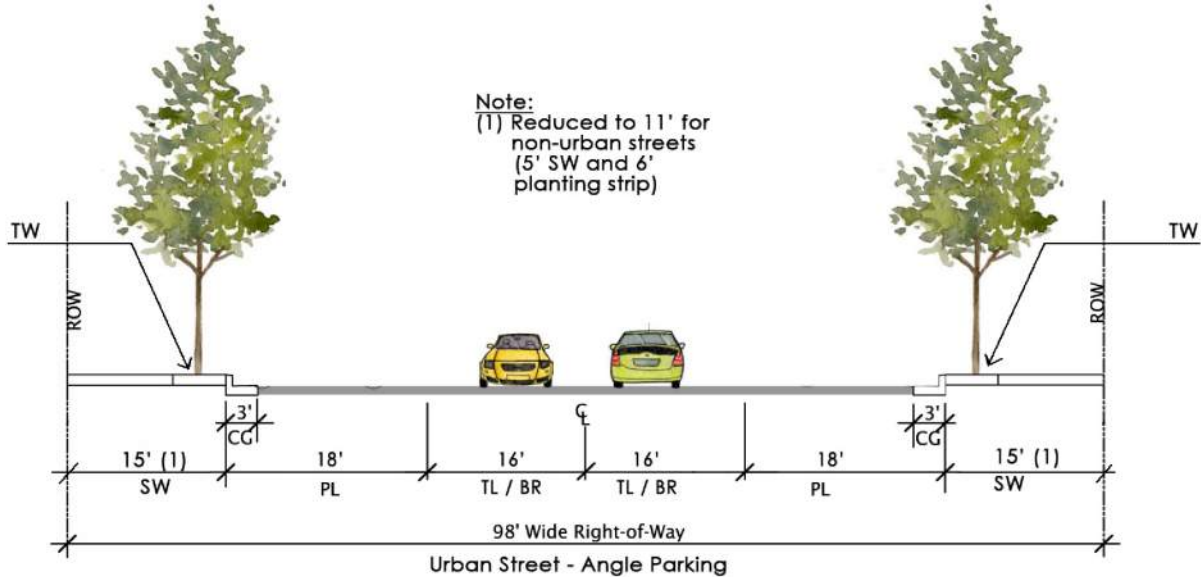 Note:
(1) Reduced to 11' for
non-urban streets
(5' SW and 6'
planting strip)
TW
TW
ROW
ROW
3'
CG
℄
3'
CG
15' (1)
SW
18'
PL
16'
TL / BR
16'
TL / BR
18'
PL
15' (1)
SW
98' Wide Right-of-Way
Urban Street - Angle Parking